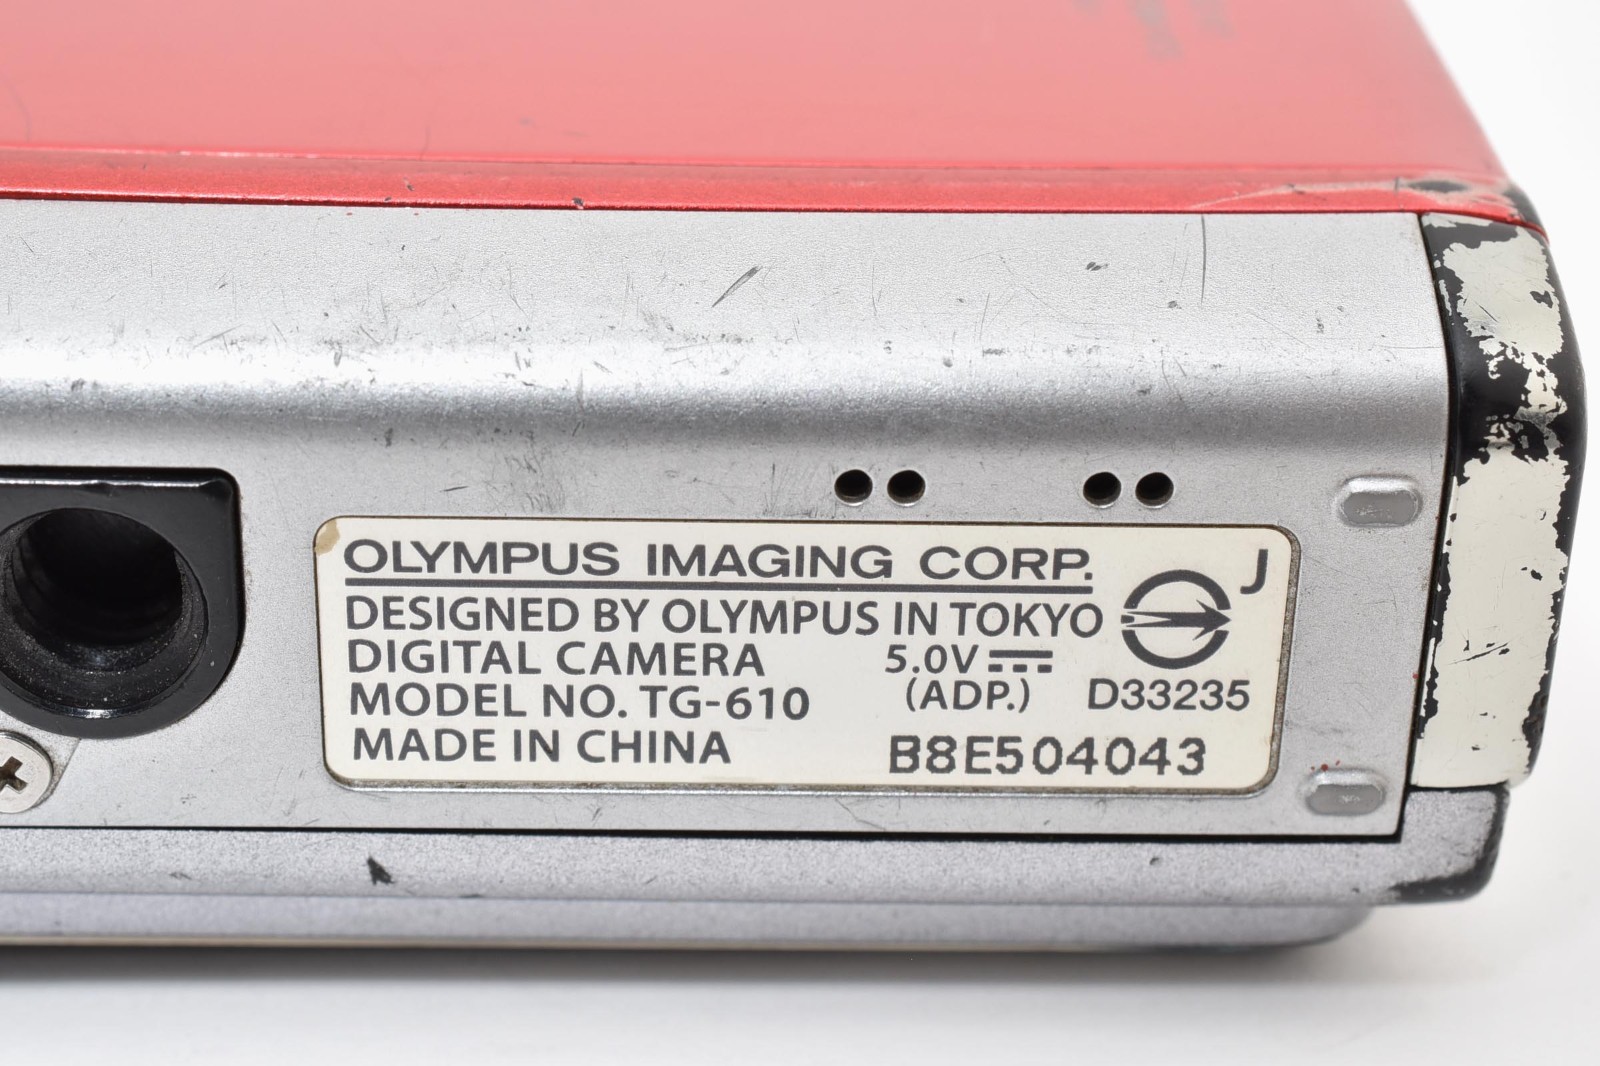 OLYMPUS IMAGING CORP.
J
DESIGNED BY OLYMPUS IN TOKYO
DIGITAL CAMERA
5.0V
MODEL NO. TG-610
(ADP.)
D33235
MADE IN CHINA
B8E504043